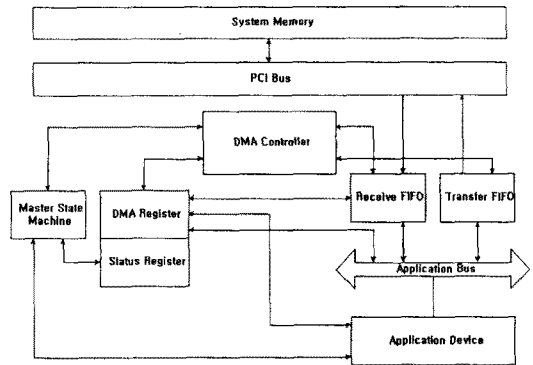 System Memory
PCI Bus
DMA Controller
Master State
Machine
DMA Register
Receive FIFO
Transfer FIFO
Status Register
Application Bus
Application Device